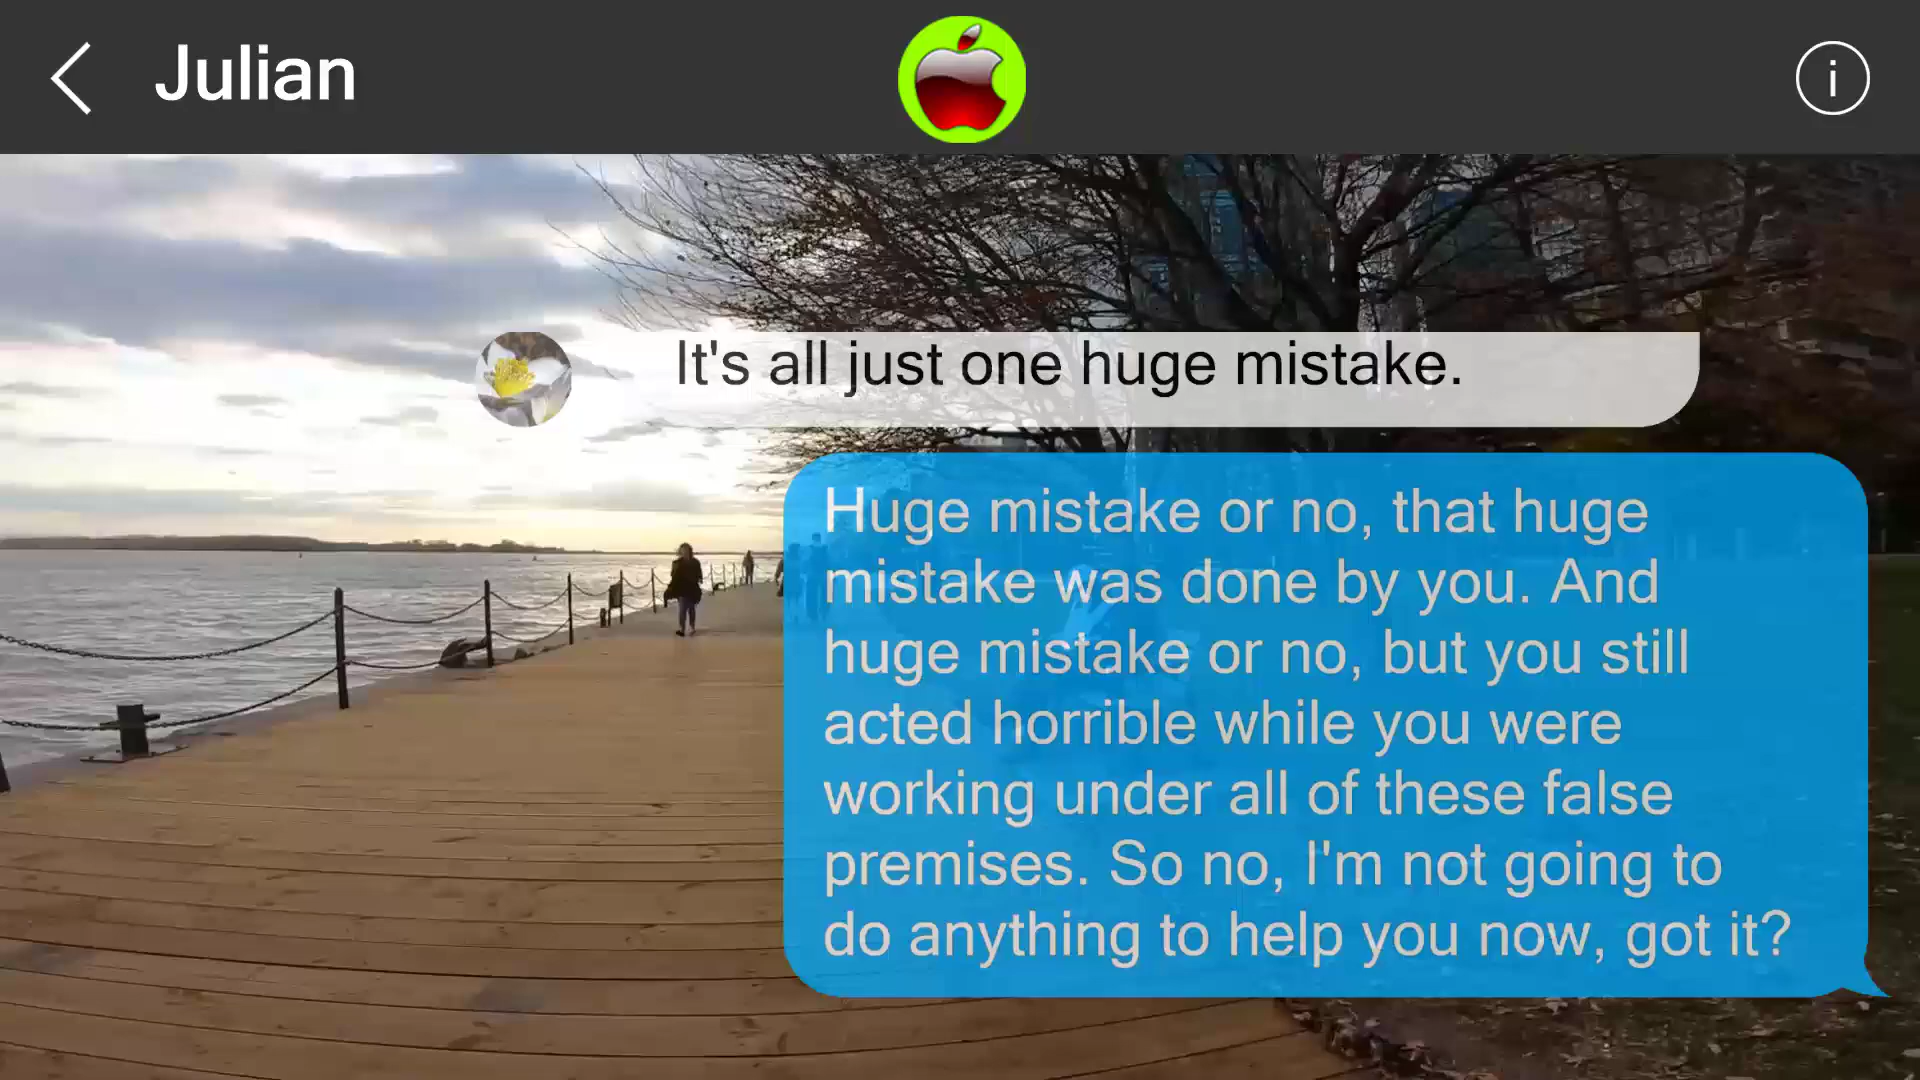 Julian
i
It's all just one huge mistake.
Huge mistake or no, that huge
mistake was done by you. And
huge mistake or no, but you still
acted horrible while you were
working under all of these false
premises. So no, I'm not going to
do anything to help you now, got it?